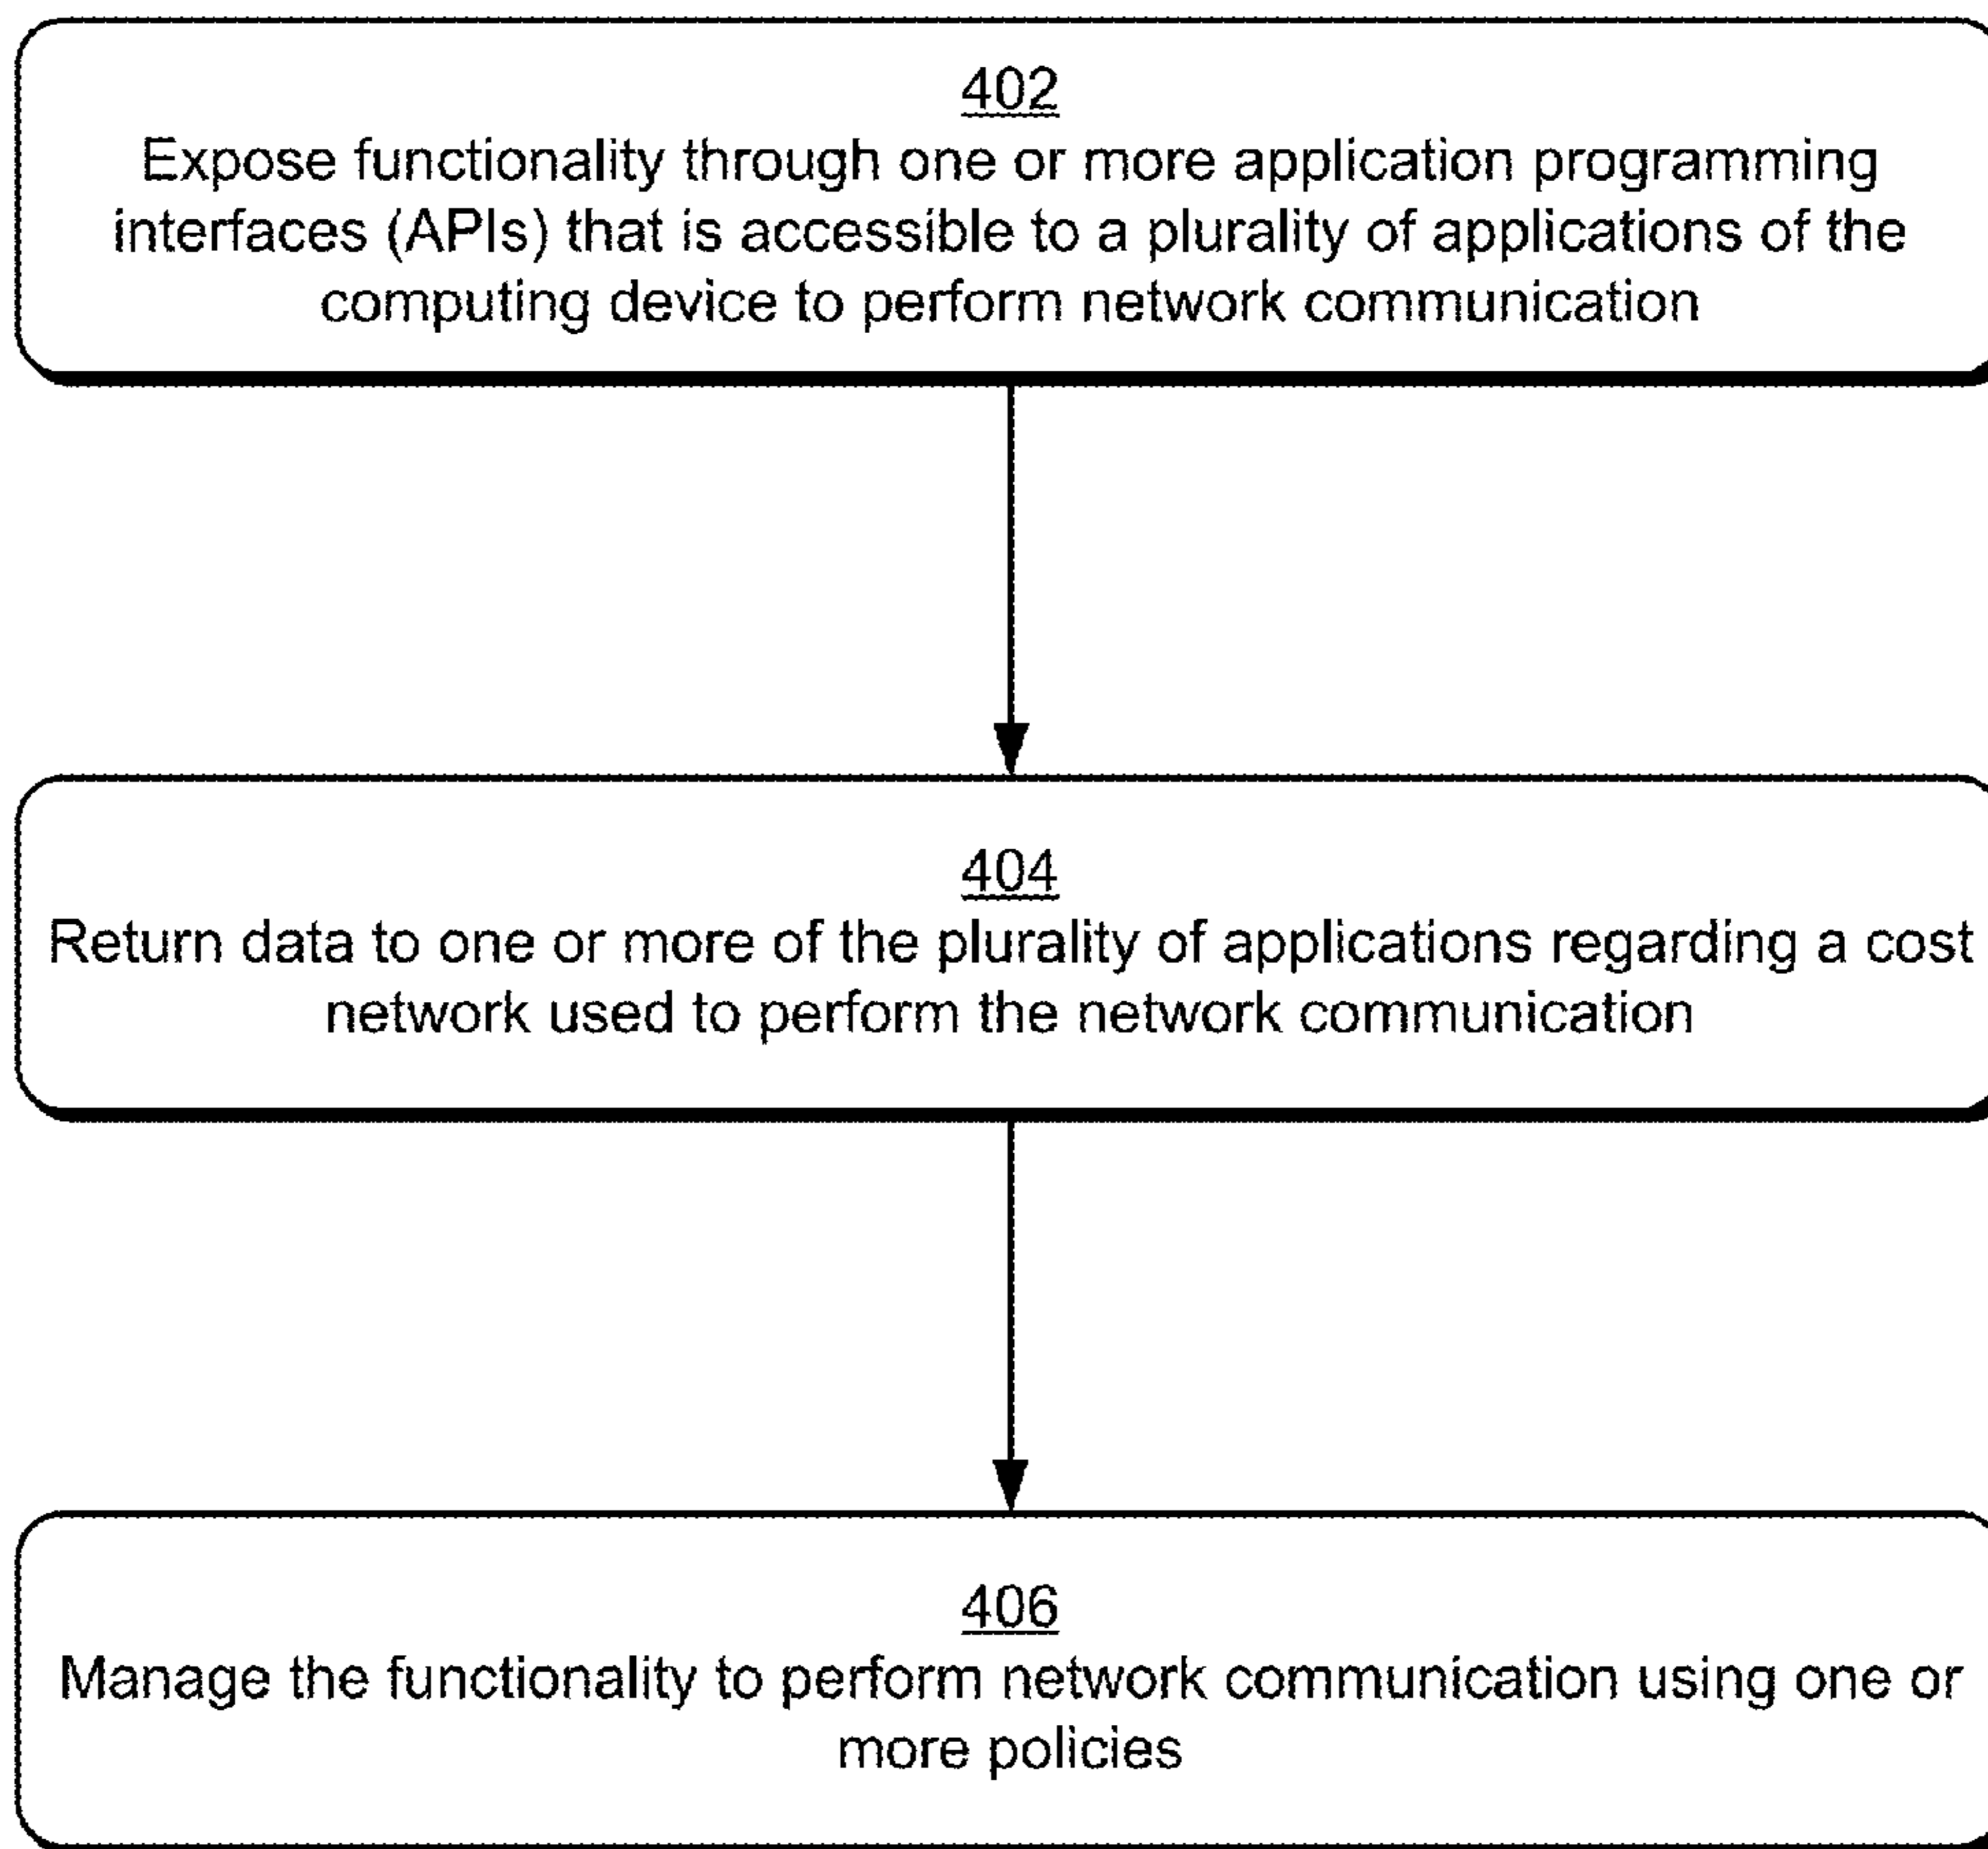 402
Expose functionality through one or more application programming
interfaces (APIs) that is accessible to a plurality of applications of the
computing device to perform network communication
404
Return data to one or more of the plurality of applications regarding a cost
network used to perform the network communication
406
Manage the functionality to perform network communication using one or
more policies